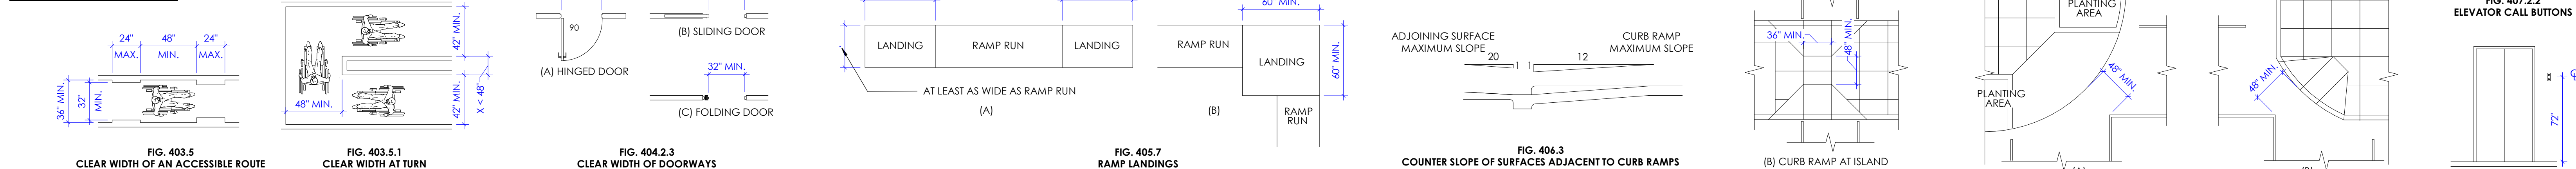 24"
48"
24"
MAX.
MIN.
MAX.
36" MIN.
32"
MIN.
FIG. 403.5
CLEAR WIDTH OF AN ACCESSIBLE ROUTE
42" MIN.
48" MIN.
42" MIN.
X < 48"
FIG. 403.5.1
CLEAR WIDTH AT TURN
90
(A) HINGED DOOR
(B) SLIDING DOOR
32" MIN.
(C) FOLDING DOOR
FIG. 404.2.3
CLEAR WIDTH OF DOORWAYS
LANDING
RAMP RUN
LANDING
AT LEAST AS WIDE AS RAMP RUN
(A)
60" MIN.
RAMP RUN
LANDING
60" MIN.
(B)
RAMP
RUN
FIG. 405.7
RAMP LANDINGS
ADJOINING SURFACE
MAXIMUM SLOPE
20
1
1
12
CURB RAMP
MAXIMUM SLOPE
FIG. 406.3
COUNTER SLOPE OF SURFACES ADJACENT TO CURB RAMPS
36" MIN.
48" MIN.
(B) CURB RAMP AT ISLAND
PLANTING
AREA
PLANTING
AREA
48" MIN.
48" MIN.
FIG. 407.2.2
ELEVATOR CALL BUTTONS
72"